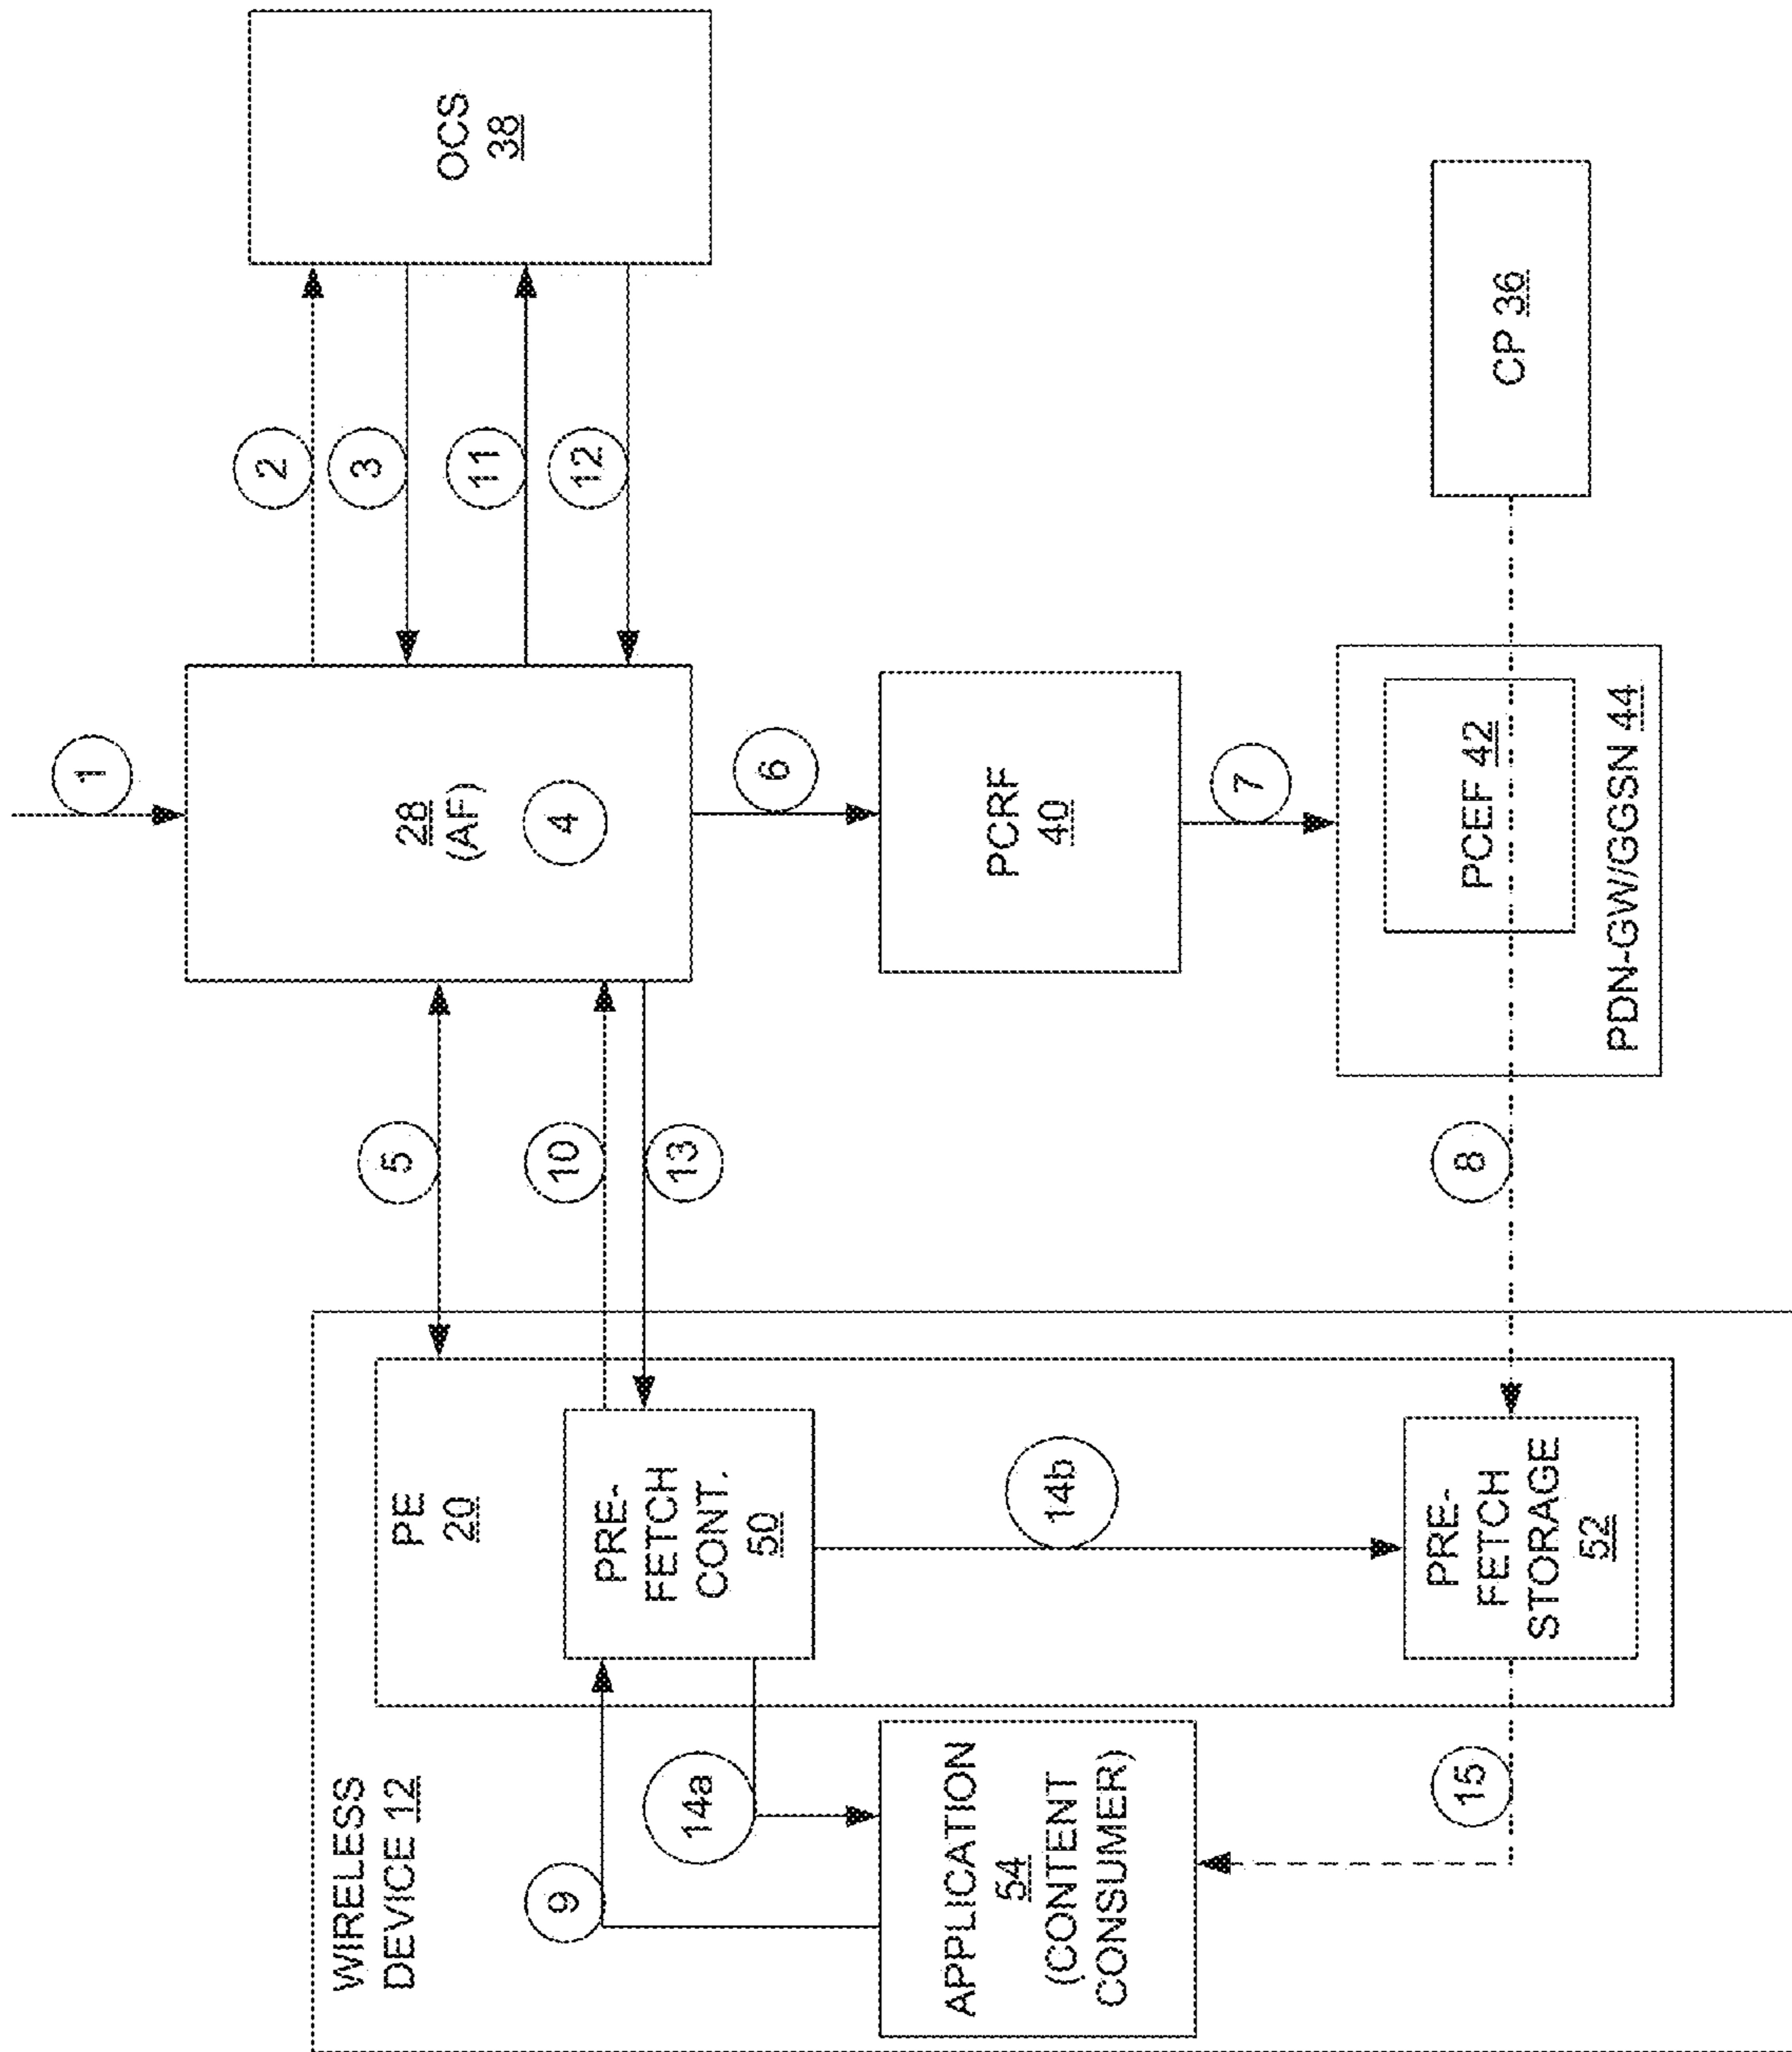 1
OCS
38
2
3
11
12
28
(AF)
4
5
10
13
6
PCRF
40
7
PCEF 42
PDN-GW/GGSN 44
CP 36
8
WIRELESS
DEVICE 12
PE
20
PRE-
FETCH
CONT.
50
9
14a
14b
APPLICATION
54
(CONTENT
CONSUMER)
PRE-
FETCH
STORAGE
52
15